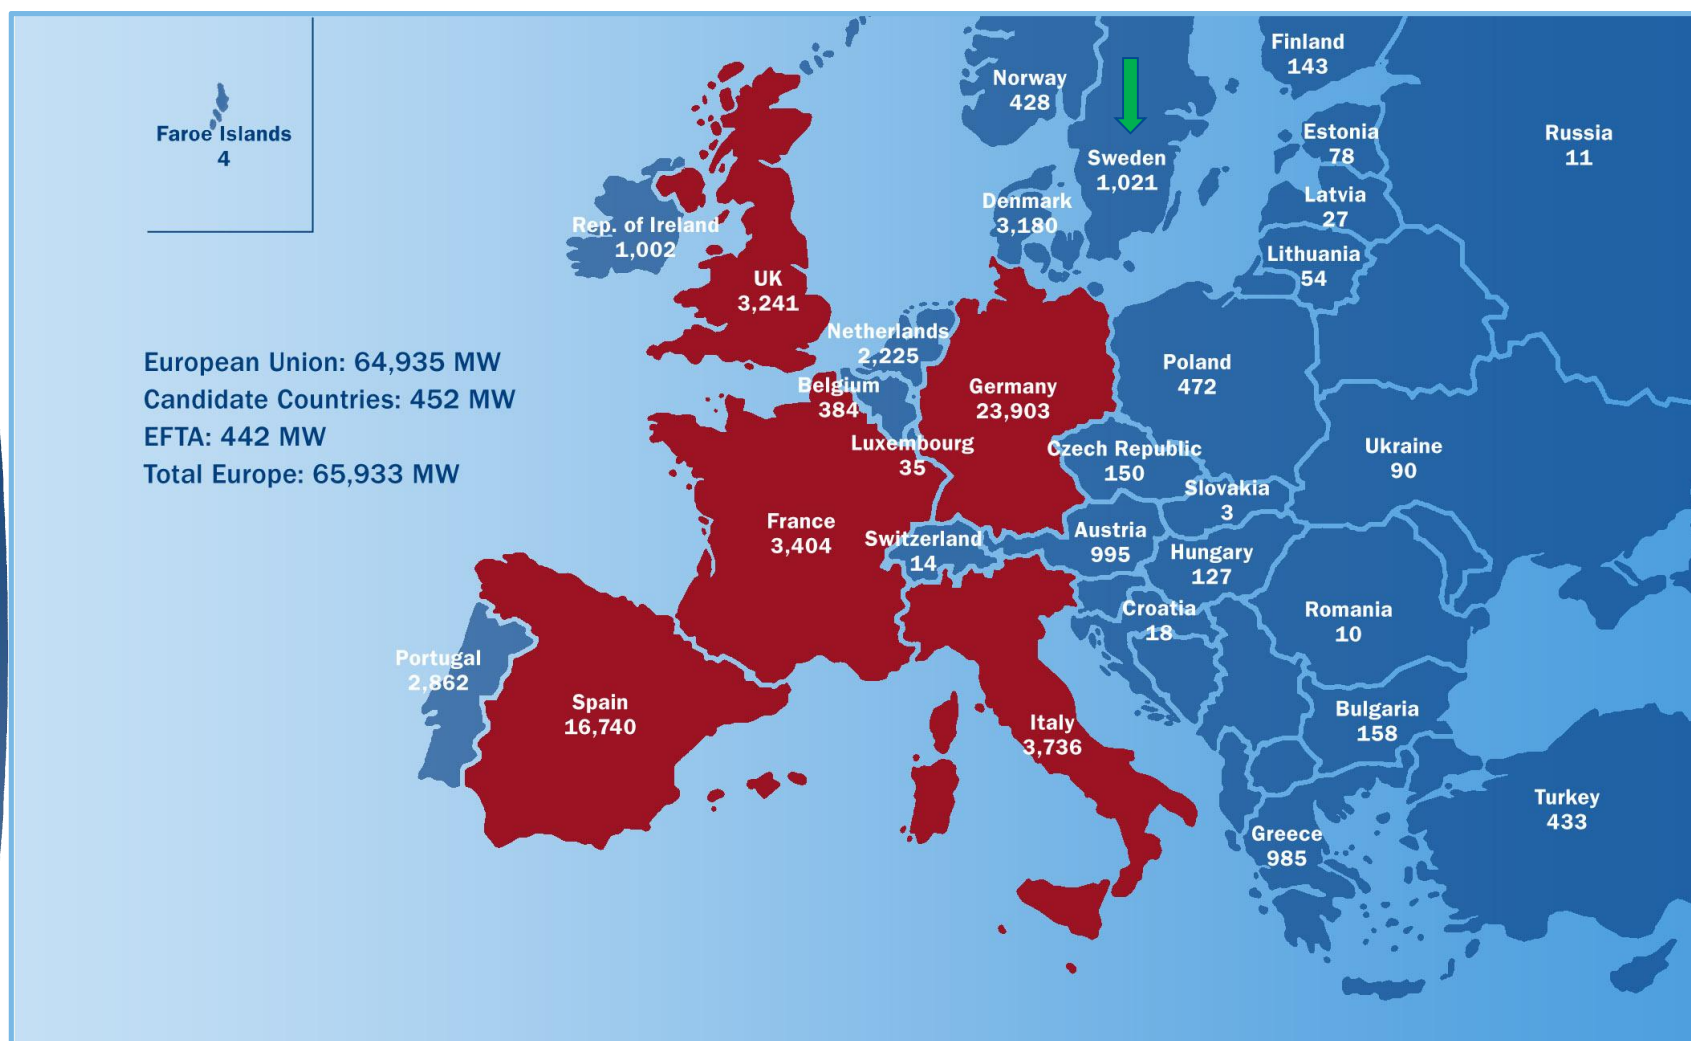 Finland
143
Norway
428
Faroe Islands
4
Estonia
78
Russia
11
Sweden
1,021
Latvia
27
Denmark
3,180
Rep. of Ireland
1,002
Lithuania
54
UK
3,241
Netherlands
2,225
European Union: 64,935 MW
Candidate Countries: 452 MW
EFTA: 442 MW
Total Europe: 65,933 MW
Poland
472
Belgium
384
Germany
23,903
Luxembourg
35
Czech Republic
150
Ukraine
90
Slovakia
3
France
3,404
Switzerland
14
Austria
995
Hungary
127
Croatia
18
Romania
10
Portugal
2,862
Spain
16,740
Italy
3,736
Bulgaria
158
Turkey
433
Greece
985